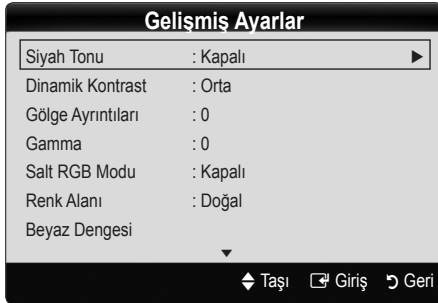 Gelişmiş Ayarlar
Siyah Tonu : Kapalı
Dinamik Kontrast : Orta
Gölge Ayrıntıları : 0
Gamma : 0
Salt RGB Modu : Kapalı
Renk Alanı : Doğal
Beyaz Dengesi
Taşı Giriş Geri